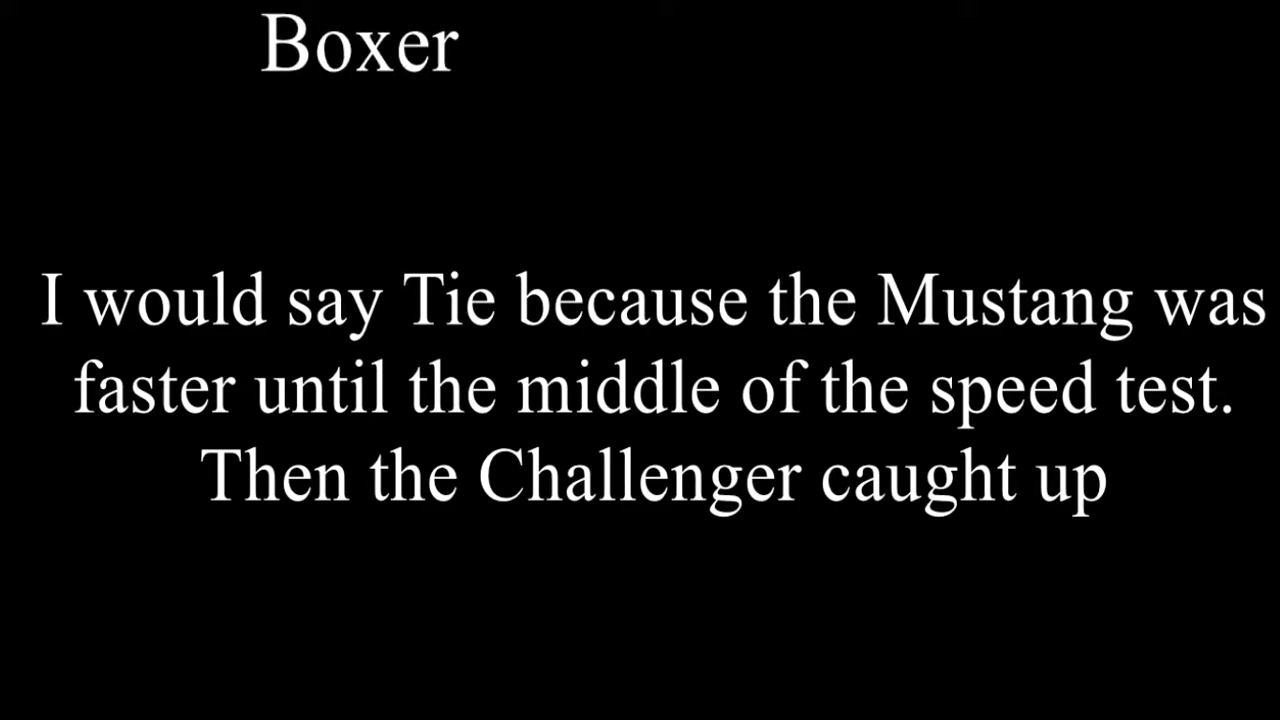 Boxer
I would say Tie because the Mustang was
faster until the middle of the speed test.
Then the Challenger caught up